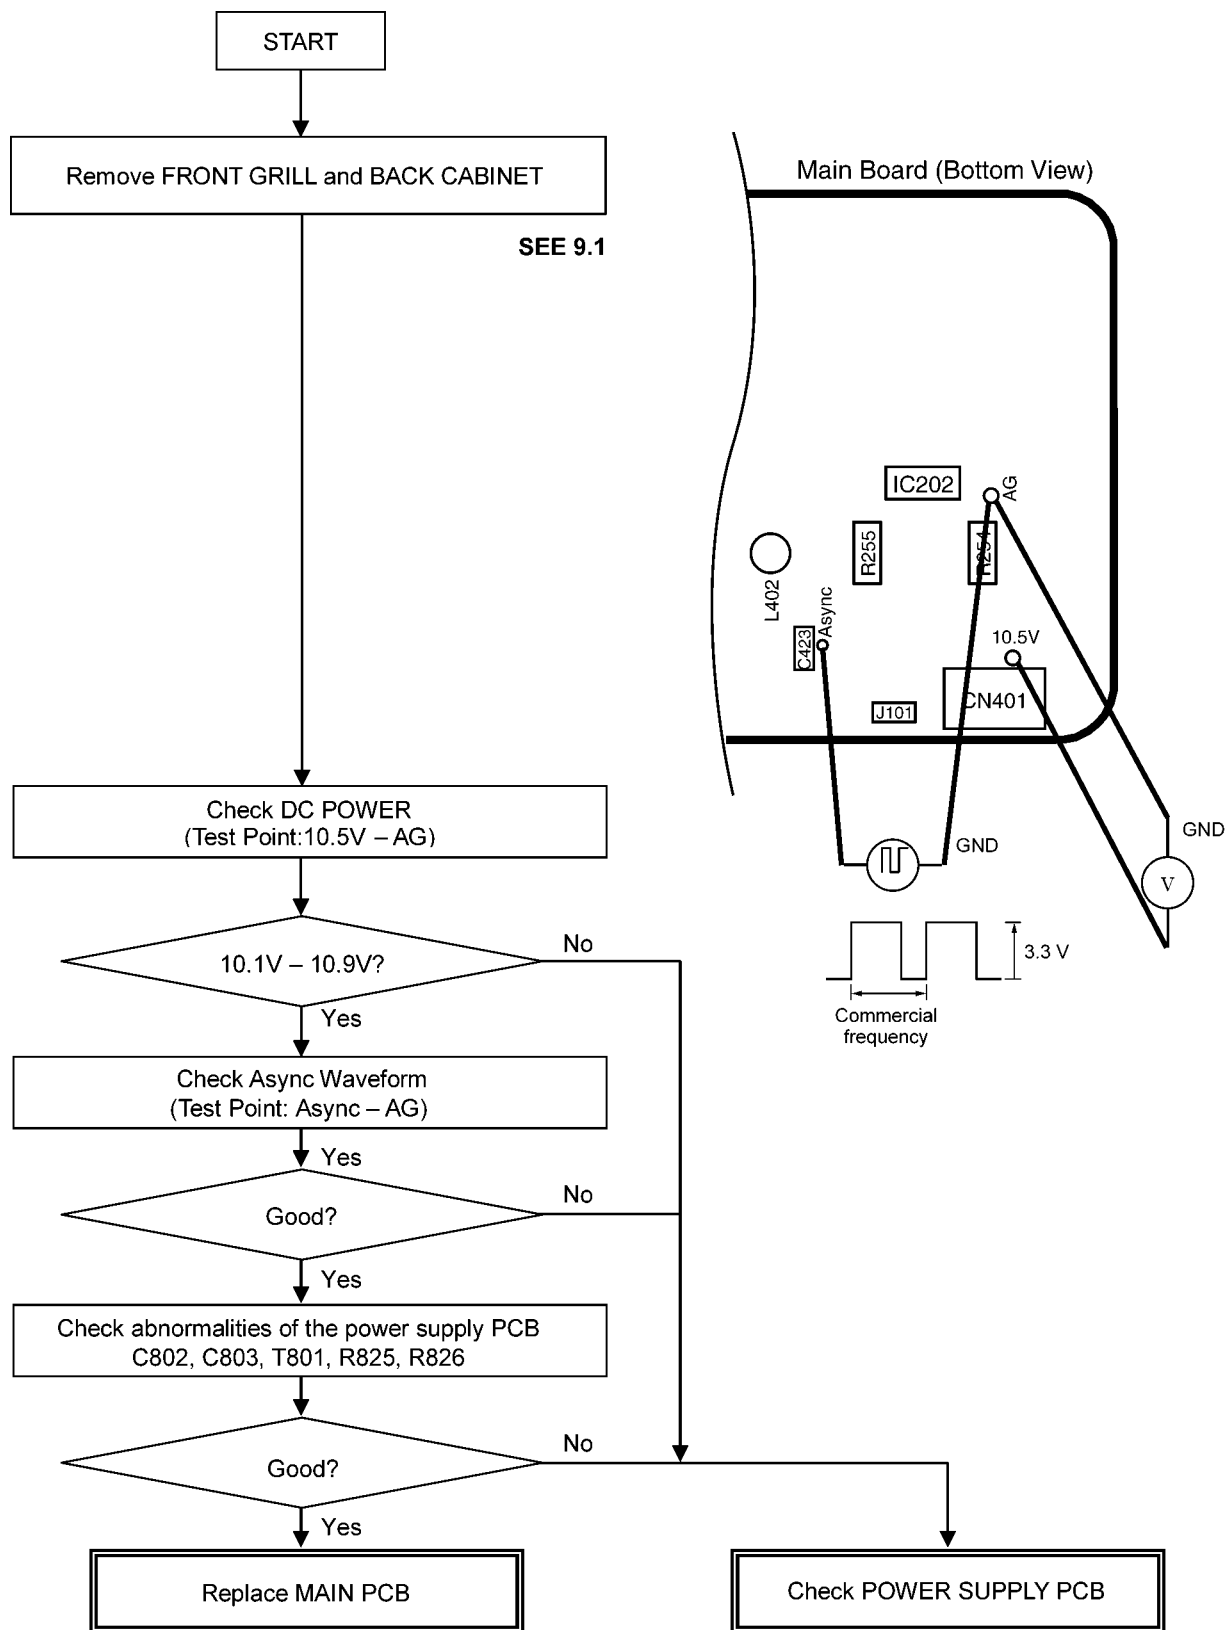 START
Remove FRONT GRILL and BACK CABINET
SEE 9.1
Check DC POWER
(Test Point:10.5V – AG)
10.1V – 10.9V?
No
Yes
Check Async Waveform
(Test Point: Async – AG)
Yes
Good?
No
Yes
Check abnormalities of the power supply PCB
C802, C803, T801, R825, R826
Good?
No
Yes
Replace MAIN PCB
Check POWER SUPPLY PCB
Main Board (Bottom View)
IC202
AG
R255
R254
L402
C423
Async
10.5V
J101
CN401
GND
GND
V
3.3 V
Commercial
frequency